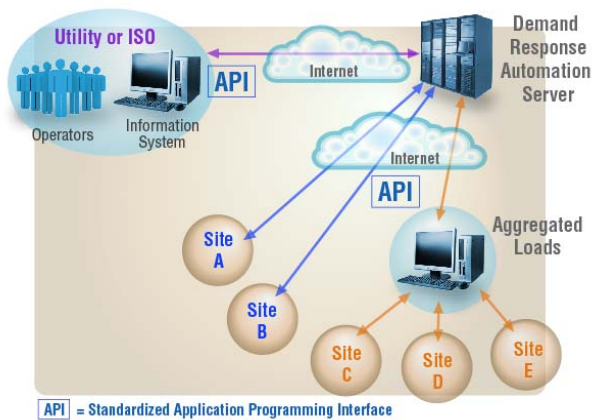 Utility or ISO
Operators
Information
System
API
Internet
Demand
Response
Automation
Server
Internet
API
Site
A
Site
B
Aggregated
Loads
Site
C
Site
D
Site
E
API = Standardized Application Programming Interface